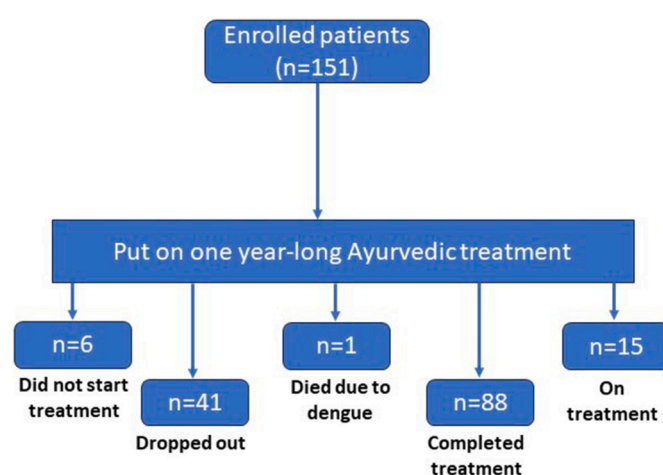 Enrolled patients
(n=151)
Put on one year-long Ayurvedic treatment
n=6
Did not start
treatment
n=41
Dropped out
n=1
Died due to
dengue
n=88
Completed
treatment
n=15
On
treatment